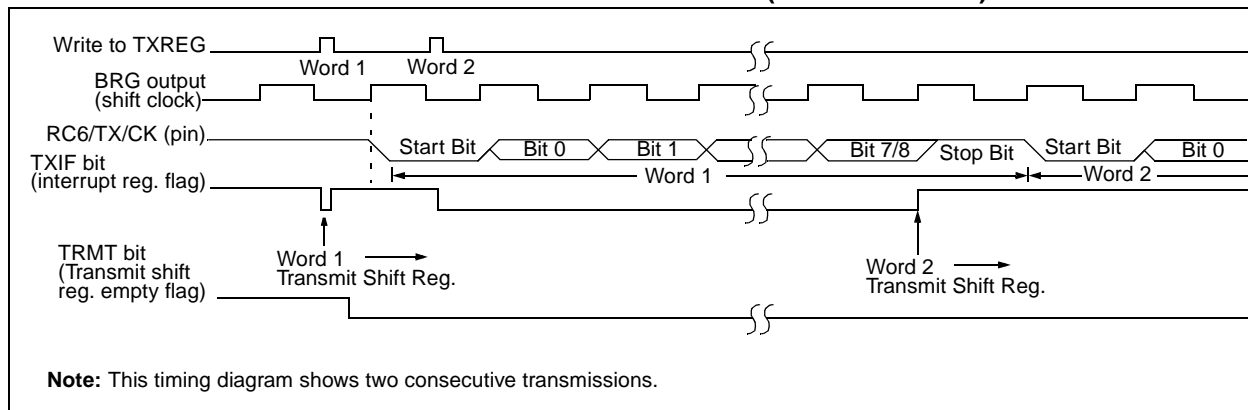 Write to TXREG
Word 1
Word 2
BRG output
(shift clock)
RC6/TX/CK (pin)
Start Bit
Bit 0
Bit 1
Bit 7/8
Stop Bit
Start Bit
Bit 0
TXIF bit
(interrupt reg. flag)
Word 1
Word 2
TRMT bit
(Transmit shift
reg. empty flag)
Word 1
Transmit Shift Reg.
Word 2
Transmit Shift Reg.
Note: This timing diagram shows two consecutive transmissions.